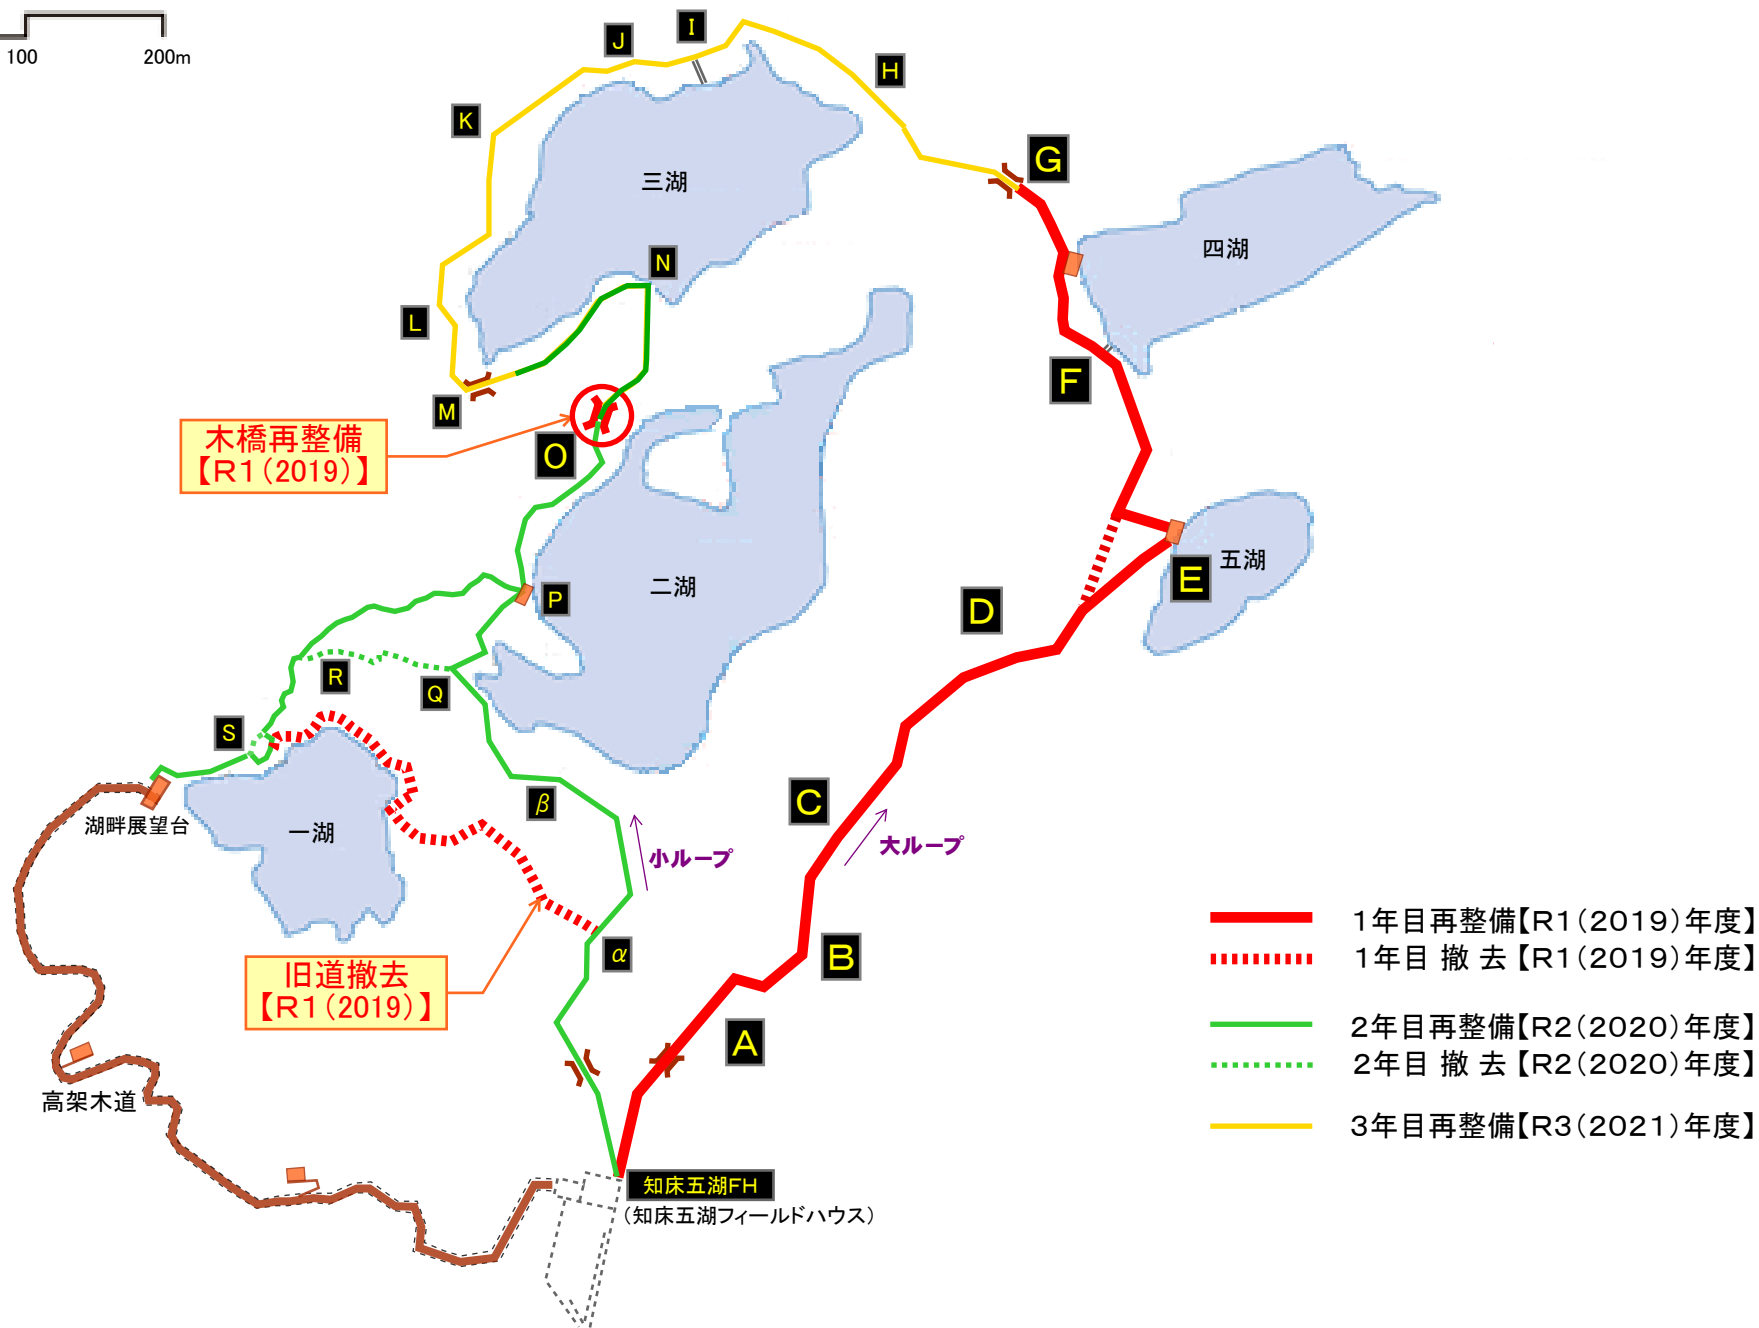 100
200m
I
J
H
K
G
三湖
四湖
N
L
F
M
木橋再整備
【R1(2019)】
O
五湖
E
二湖
P
D
R
Q
S
C
β
湖畔展望台
一湖
小ループ
大ループ
α
B
旧道撤去
【R1(2019)】
A
高架木道
知床五湖FH
(知床五湖フィールドハウス)
1年目再整備【R1(2019)年度】
1年目 撤 去【R1(2019)年度】
2年目再整備【R2(2020)年度】
2年目 撤 去【R2(2020)年度】
3年目再整備【R3(2021)年度】